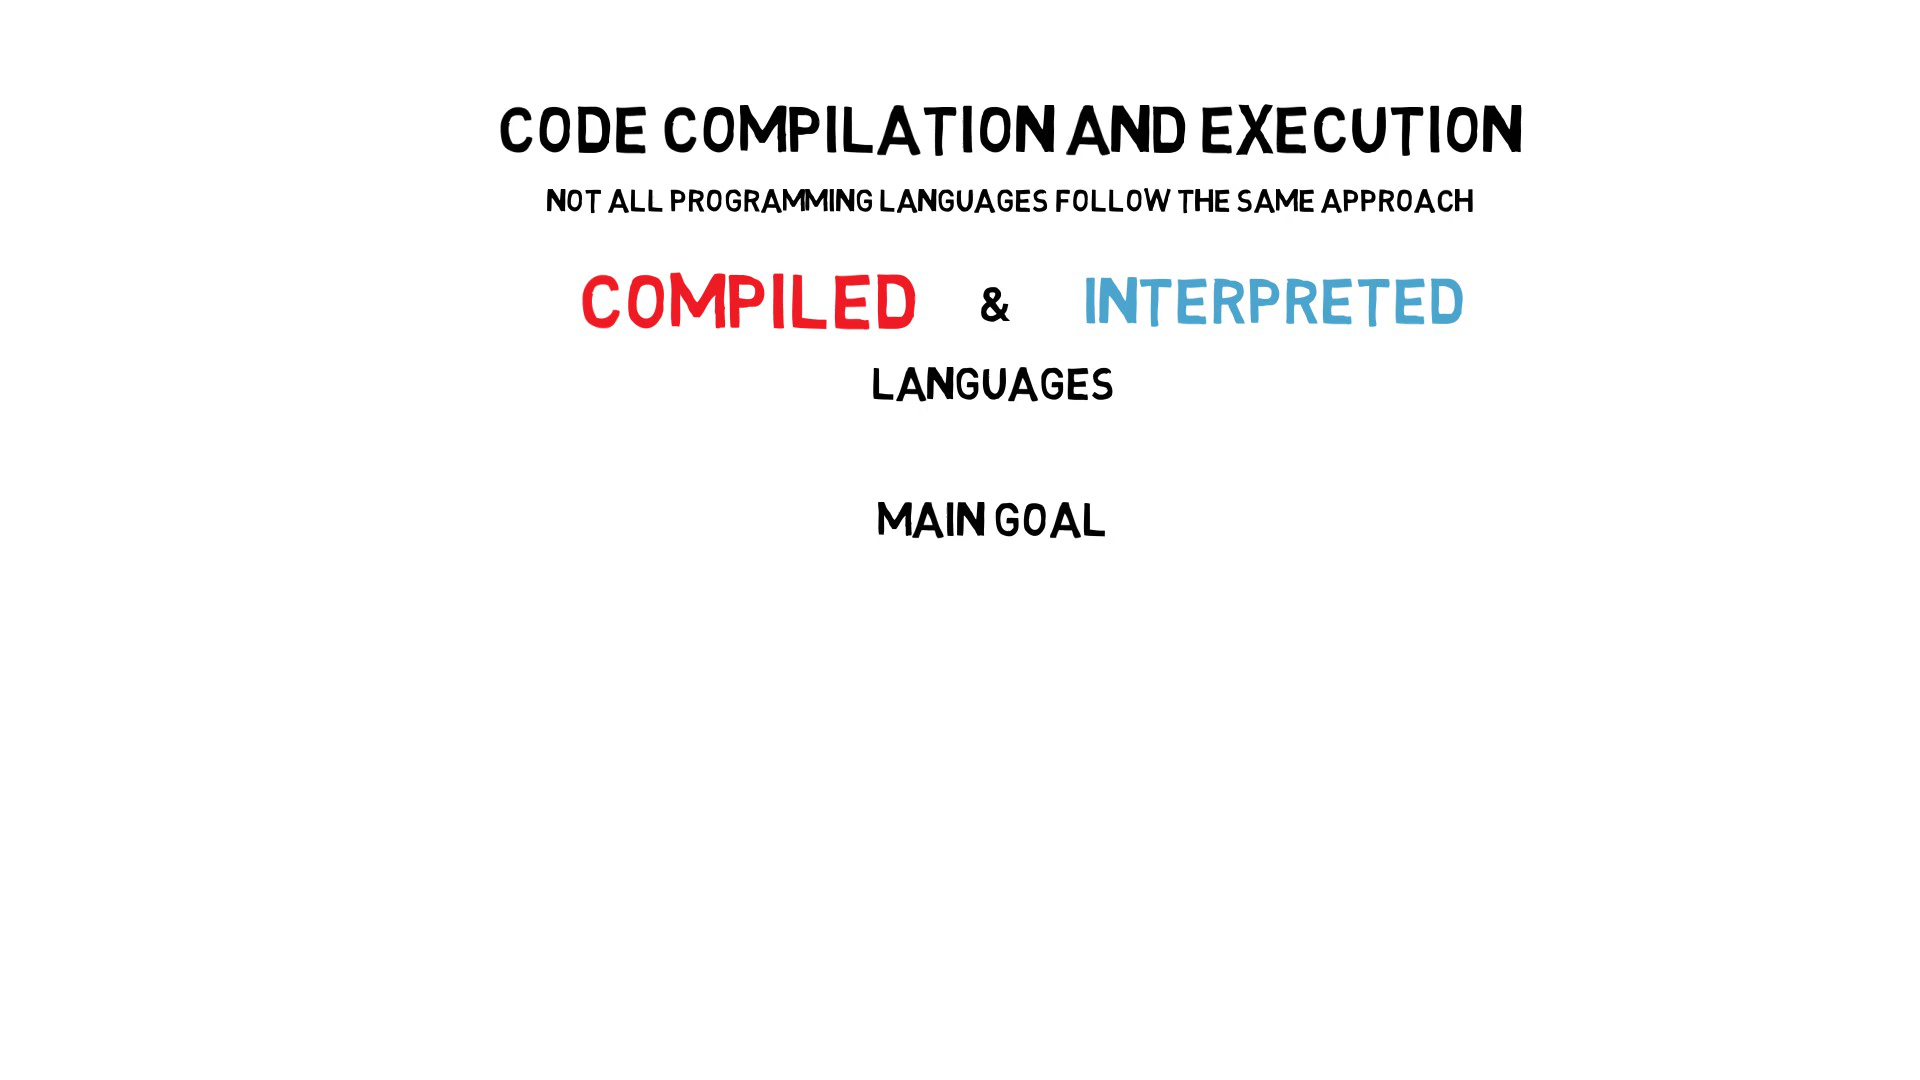 CODE COMPILATION AND EXECUTION
NOT ALL PROGRAMMING LANGUAGES FOLLOW THE SAME APPROACH
COMPILED & INTERPRETED
LANGUAGES
MAIN GOAL